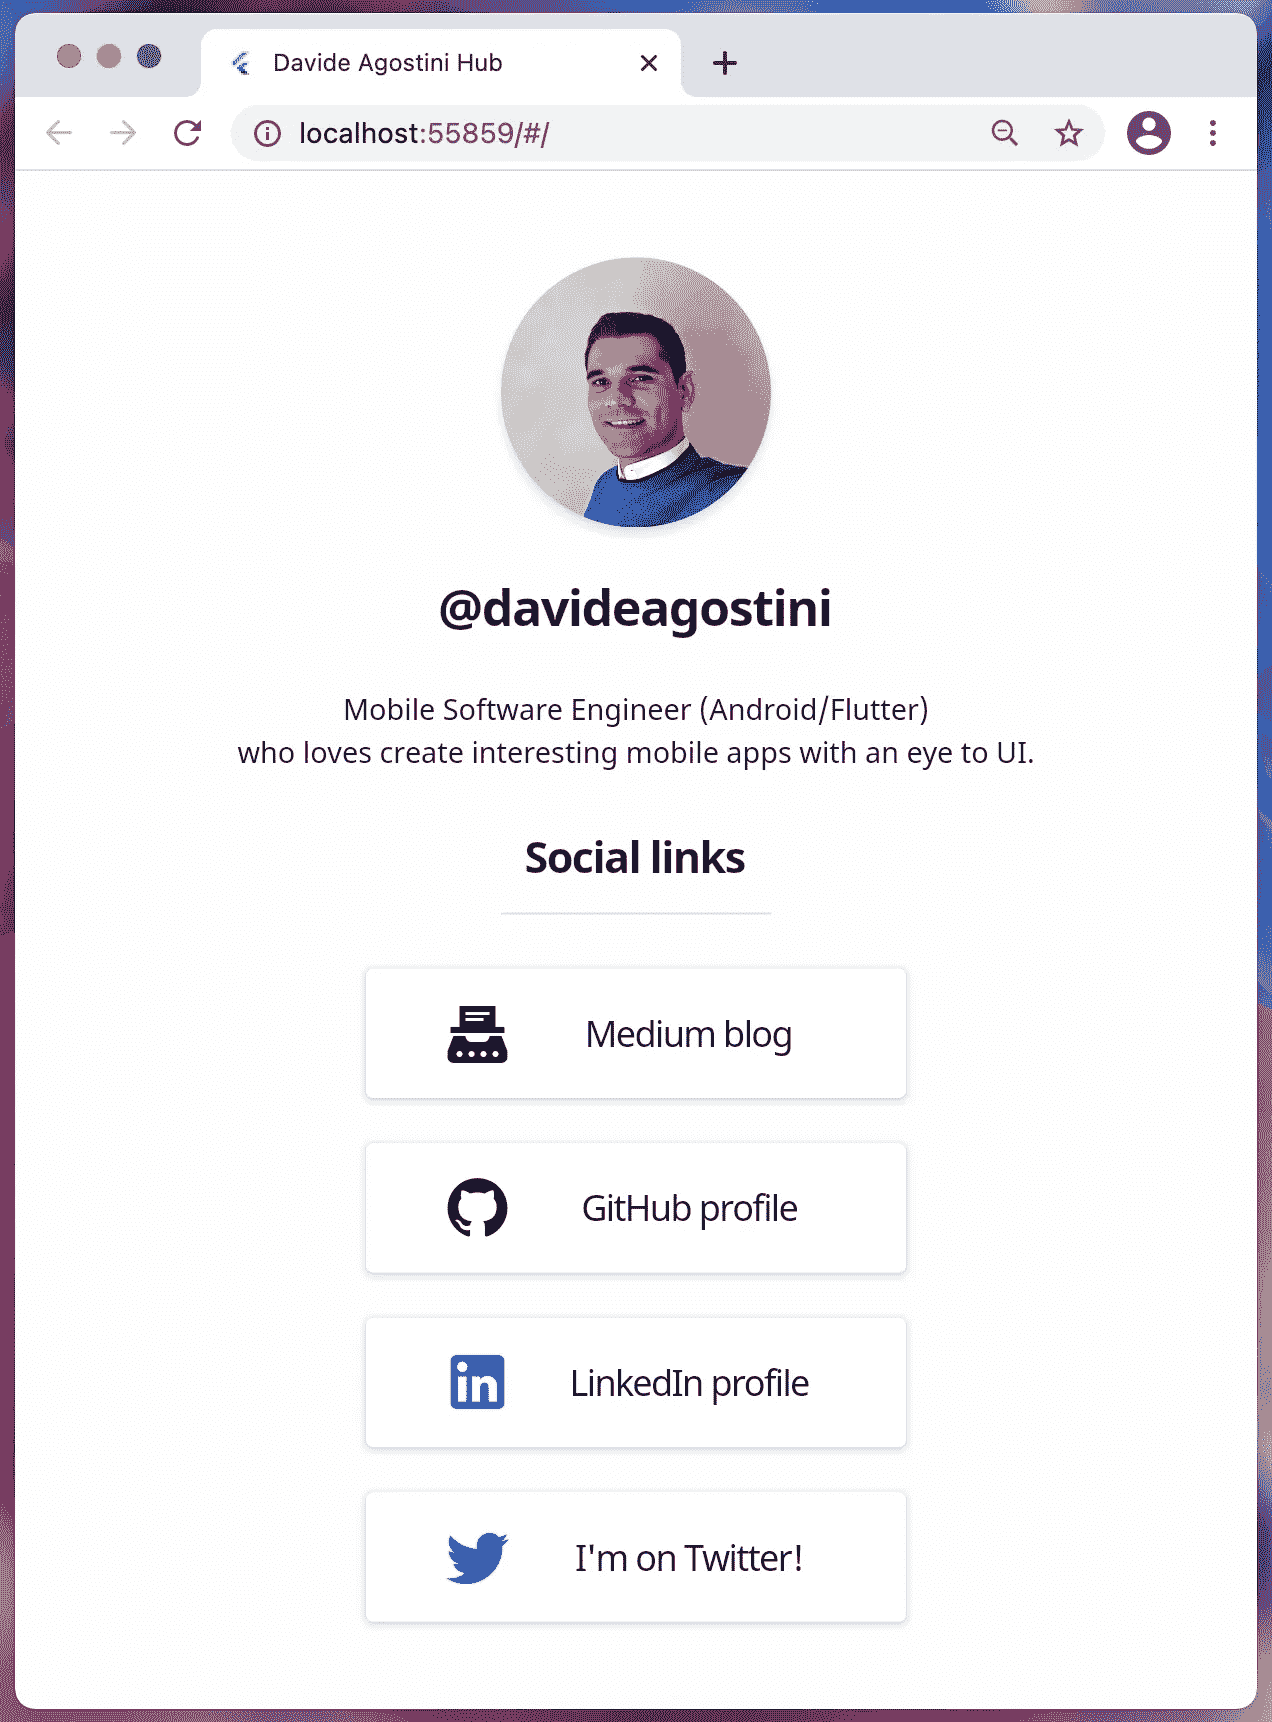 Davide Agostini Hub
localhost:55859/#/
@davideagostini
Mobile Software Engineer (Android/Flutter)
who loves create interesting mobile apps with an eye to UI.
Social links
Medium blog
GitHub profile
in
LinkedIn profile
I'm on Twitter!